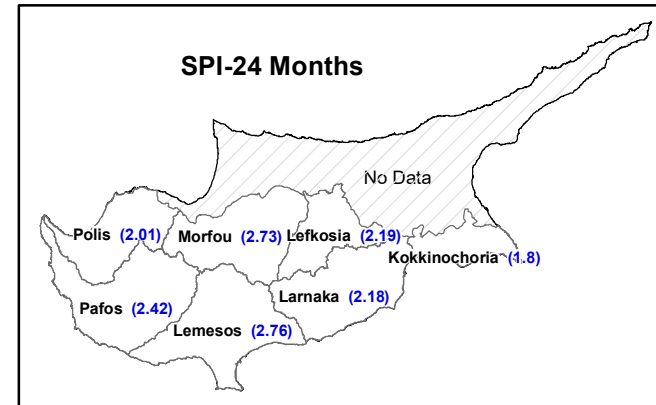 SPI-24 Months
No Data
Polis (2.01)
Morfou (2.73)
Lefkosia (2.19)
Kokkinochoria (1.8)
Pafos (2.42)
Larnaka (2.18)
Lemesos (2.76)